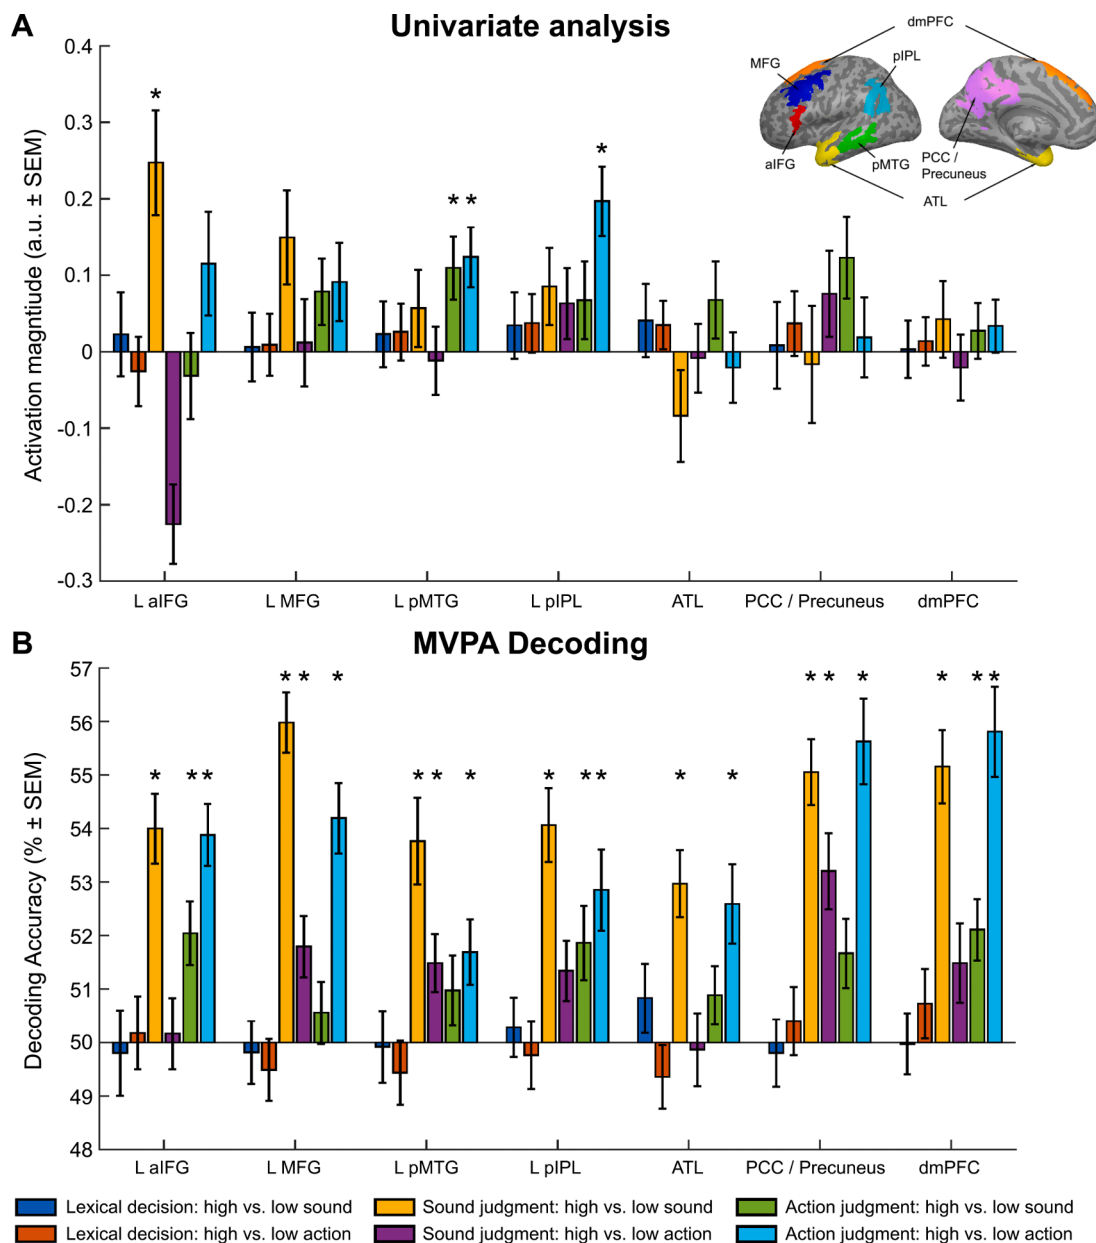 A
Univariate analysis
dmPFC
MFG
pIPL
aIFG
pMTG
PCC /
Precuneus
ATL
Activation magntiude (a.u. ± SEM)
0.4
0.3
0.2
0.1
0
-0.1
-0.2
-0.3
*
* *
*
L aIFG L MFG L pMTG L pIPL ATL PCC / Precuneus dmPFC
B
MVPA Decoding
Decoding Accuracy (% ± SEM)
57
56
55
54
53
52
51
50
49
48
* * * * * * * * *
* * * * * * * * * * *
L aIFG L MFG L pMTG L pIPL ATL PCC / Precuneus dmPFC
Lexical decision: high vs. low sound Sound judgment: high vs. low sound Action judgment: high vs. low sound
Lexical decision: high vs. low action Sound judgment: high vs. low action Action judgment: high vs. low action